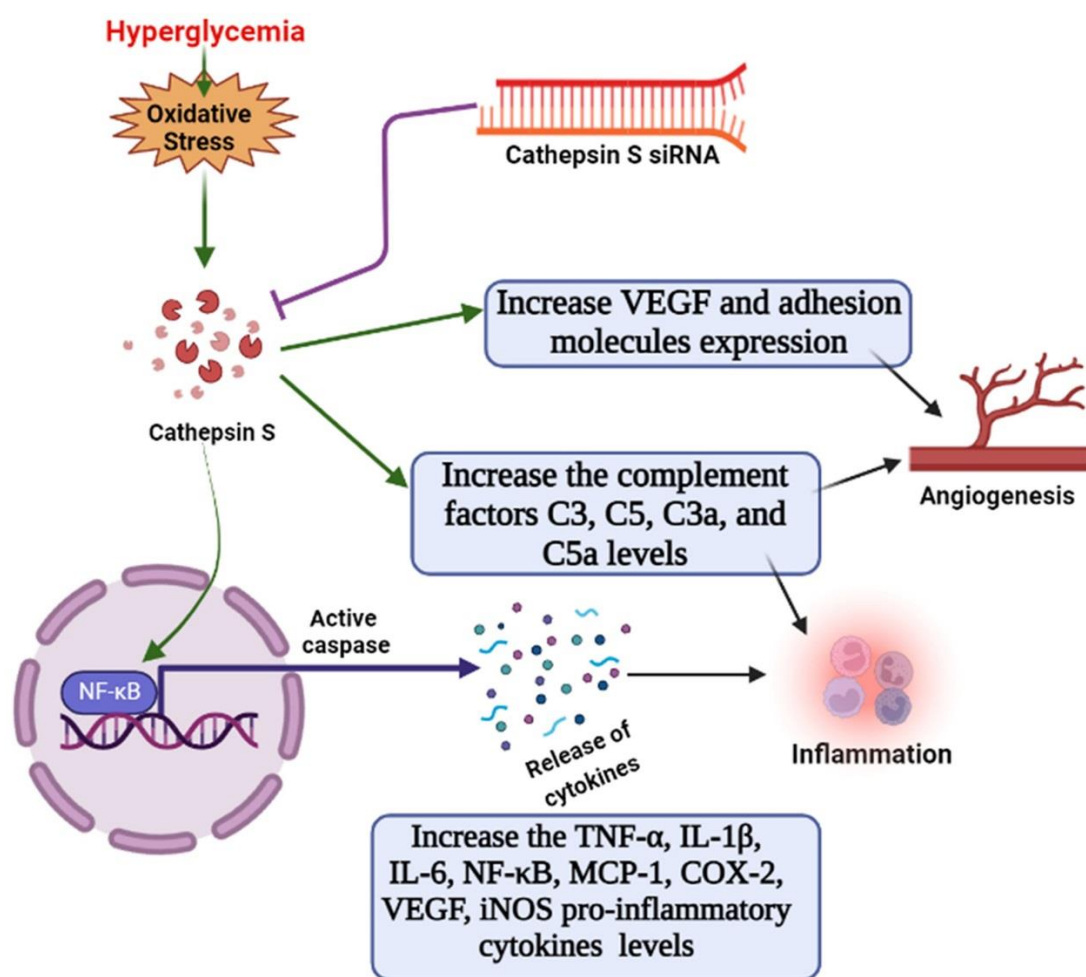 Hyperglycemia
Oxidative
Stress
Cathepsin S siRNA
Increase VEGF and adhesion
molecules expression
Cathepsin S
Increase the complement
factors C3, C5, C3a, and
C5a levels
Angiogenesis
Active
caspase
NF-κB
Release of
cytokines
Inflammation
Increase the TNF-α, IL-1β,
IL-6, NF-κB, MCP-1, COX-2,
VEGF, iNOS pro-inflammatory
cytokines levels